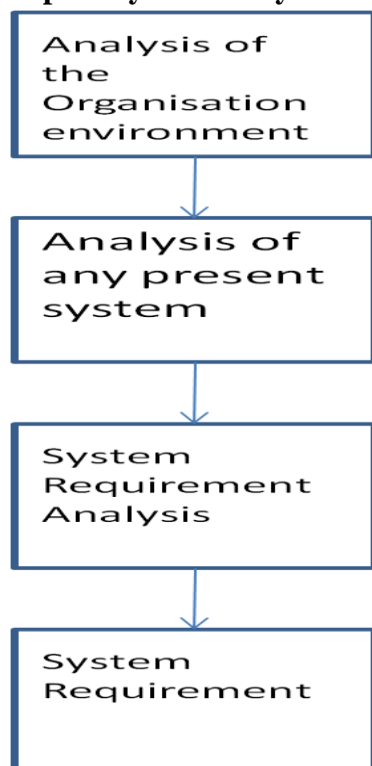 Analysis of
the
Organisation
environment
Analysis of
any present
system
System
Requirement
Analysis
System
Requirement